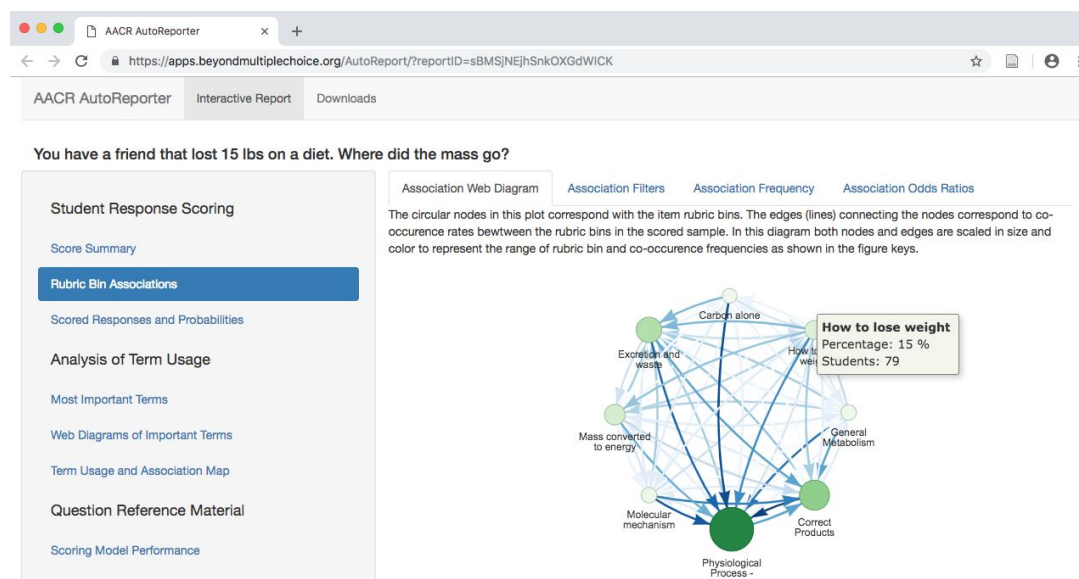 AACR AutoReporter
https://apps.beyondmultiplechoice.org/AutoReport/?reportID=sBMSjNEjhSnkOXGdWlCK
AACR AutoReporter Interactive Report Downloads
You have a friend that lost 15 lbs on a diet. Where did the mass go?
Student Response Scoring
Score Summary
Rubric Bin Associations
Scored Responses and Probabilities
Analysis of Term Usage
Most Important Terms
Web Diagrams of Important Terms
Term Usage and Association Map
Question Reference Material
Scoring Model Performance
Association Web Diagram Association Filters Association Frequency Association Odds Ratios
The circular nodes in this plot correspond with the item rubric bins. The edges (lines) connecting the nodes correspond to co-
occurence rates bewtween the rubric bins in the scored sample. In this diagram both nodes and edges are scaled in size and
color to represent the range of rubric bin and co-occurence frequencies as shown in the figure keys.
Carbon alone
How to lose weight
Percentage: 15 %
Students: 79
Excretion and
waste
How
General
Metabolism
Mass converted
to energy
Molecular
mechanism
Correct
Products
Physiological
Process -